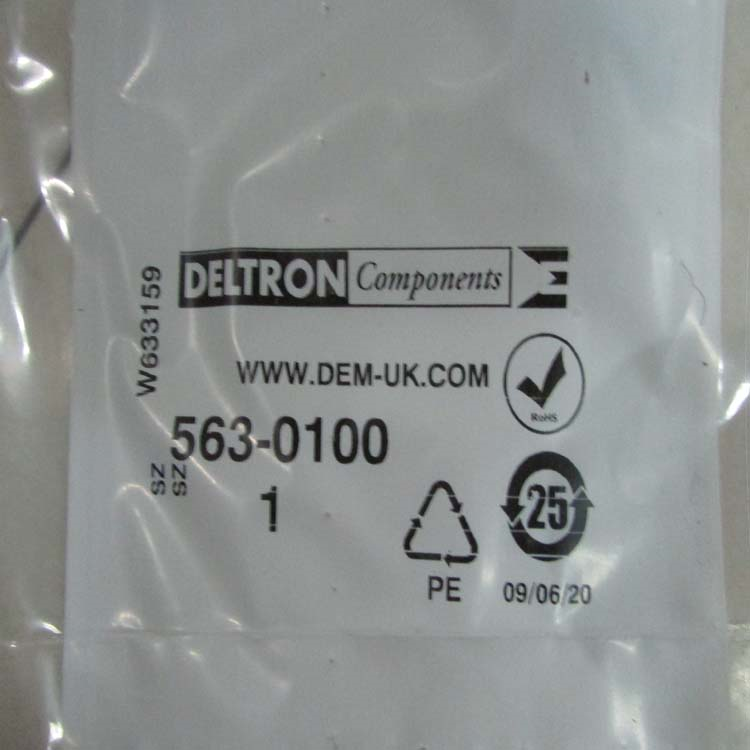 DELTRON Components
W633159
WWW.DEM-UK.COM
RoHS
563-0100
SZ
SZ
1
25
PE
09/06/20